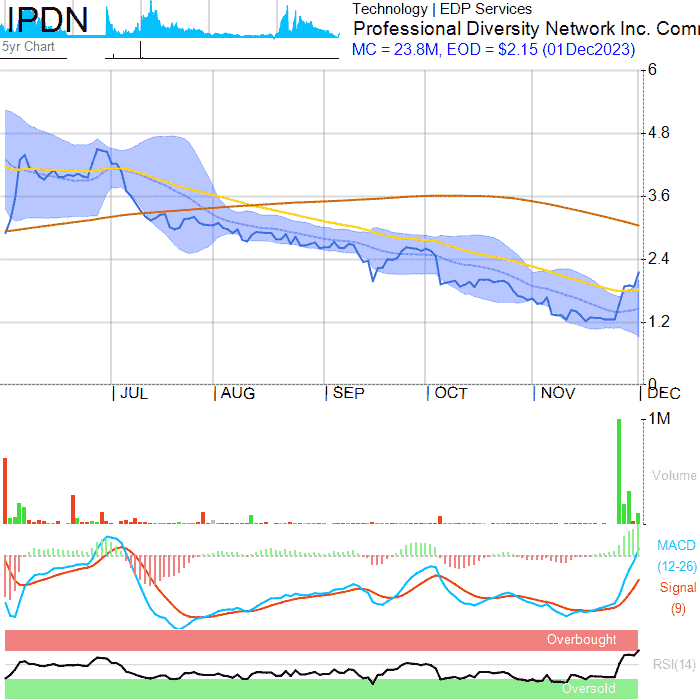 IPDN
5yr Chart
Technology | EDP Services
Professional Diversity Network Inc. Comm
MC = 23.8M, EOD = $2.15 (01Dec2023)
6
4.8
3.6
2.4
1.2
0
JUL AUG SEP OCT NOV DEC
1M
Volume
MACD
(12-26)
Signal
(9)
Overbought
RSI(14)
Oversold